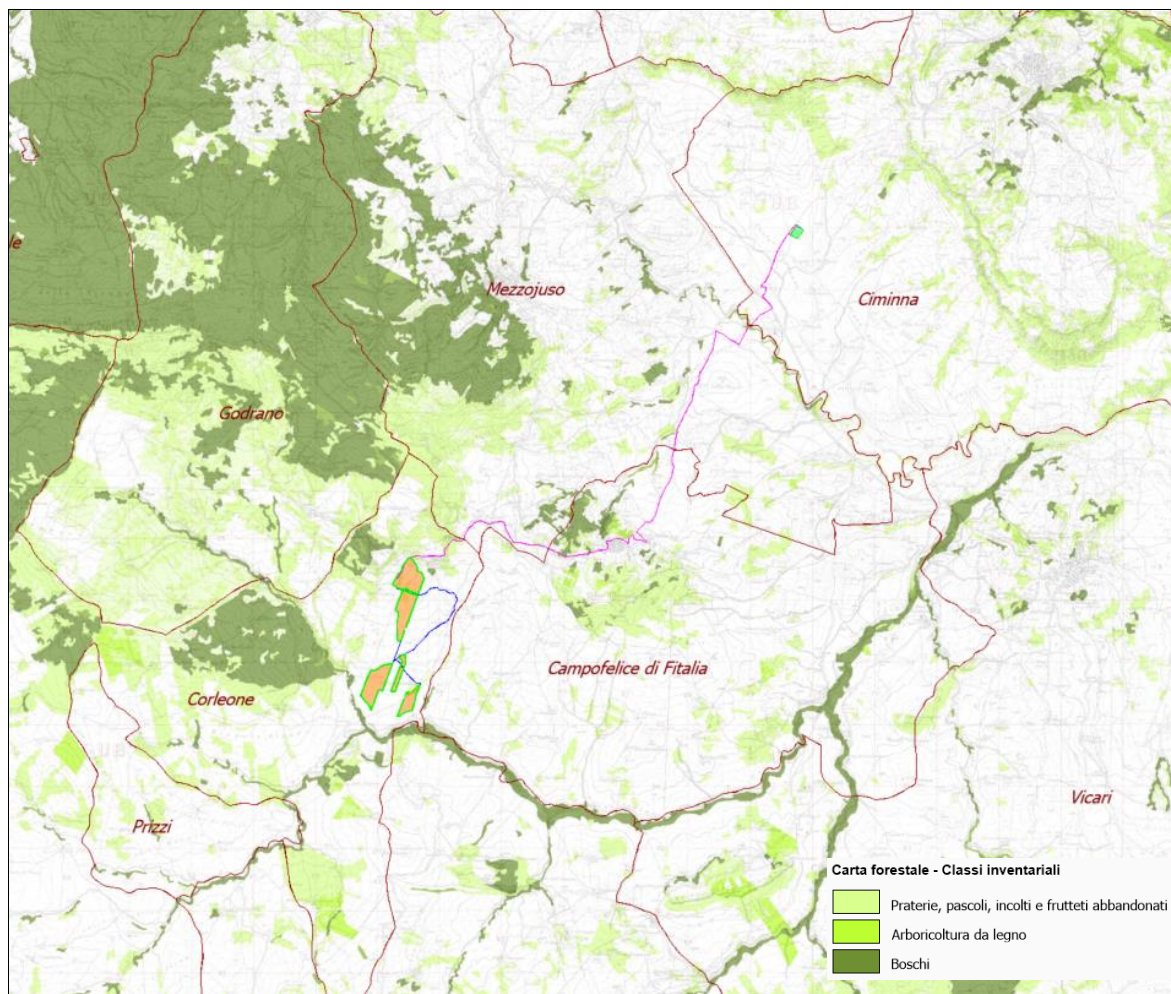 le
Mezzojuso
Ciminna
Godrano
Campofelice di Fitalia
Corleone
Vicari
Prizzi
Carta forestale - Classi inventariali
Praterie, pascoli, incolti e frutteti abbandonati
Arboricoltura da legno
Boschi